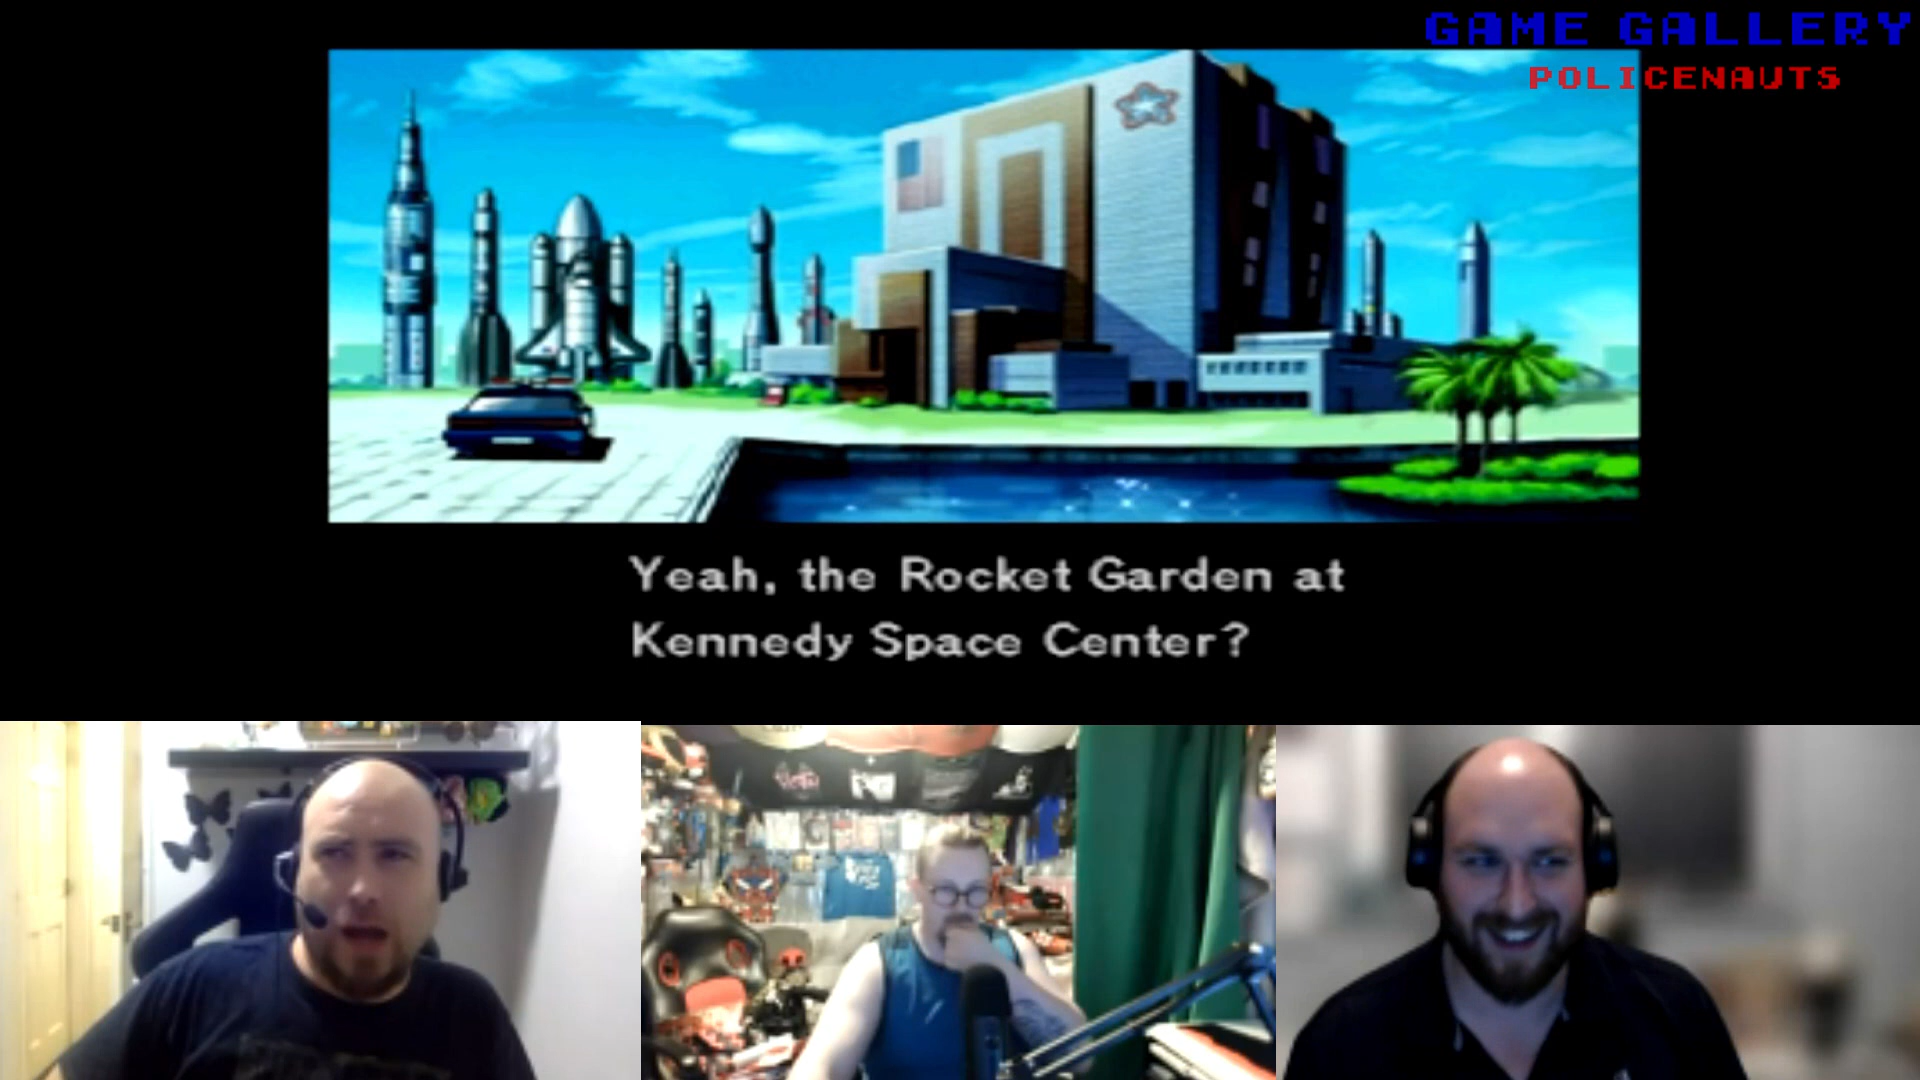 GAME GALLERY
POLICENAUTS
Yeah, the Rocket Garden at
Kennedy Space Center?